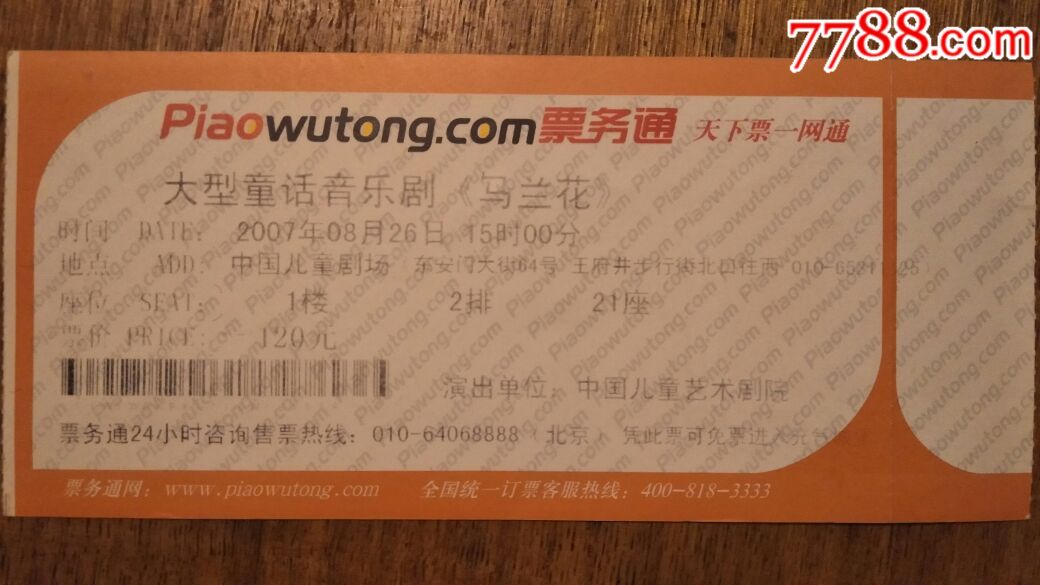 7788.com
Piaowutong.com票务通 天下票一网通
大型童话音乐剧《马兰花》
时间 DATE: 2007年08月26日 15时00分
地点 ADD: 中国儿童剧场 (东安门大街64号 王府井步行街北口往西
座位 SEAT: 1楼 2排 21座
票价 PRICE: 120元
演出单位: 中国儿童艺术剧院
票务通24小时咨询售票热线: 010-64068888 (北京) 凭此票可免票进入
票务通网: www.piaowutong.com 全国统一订票客服热线: 400-818-3333